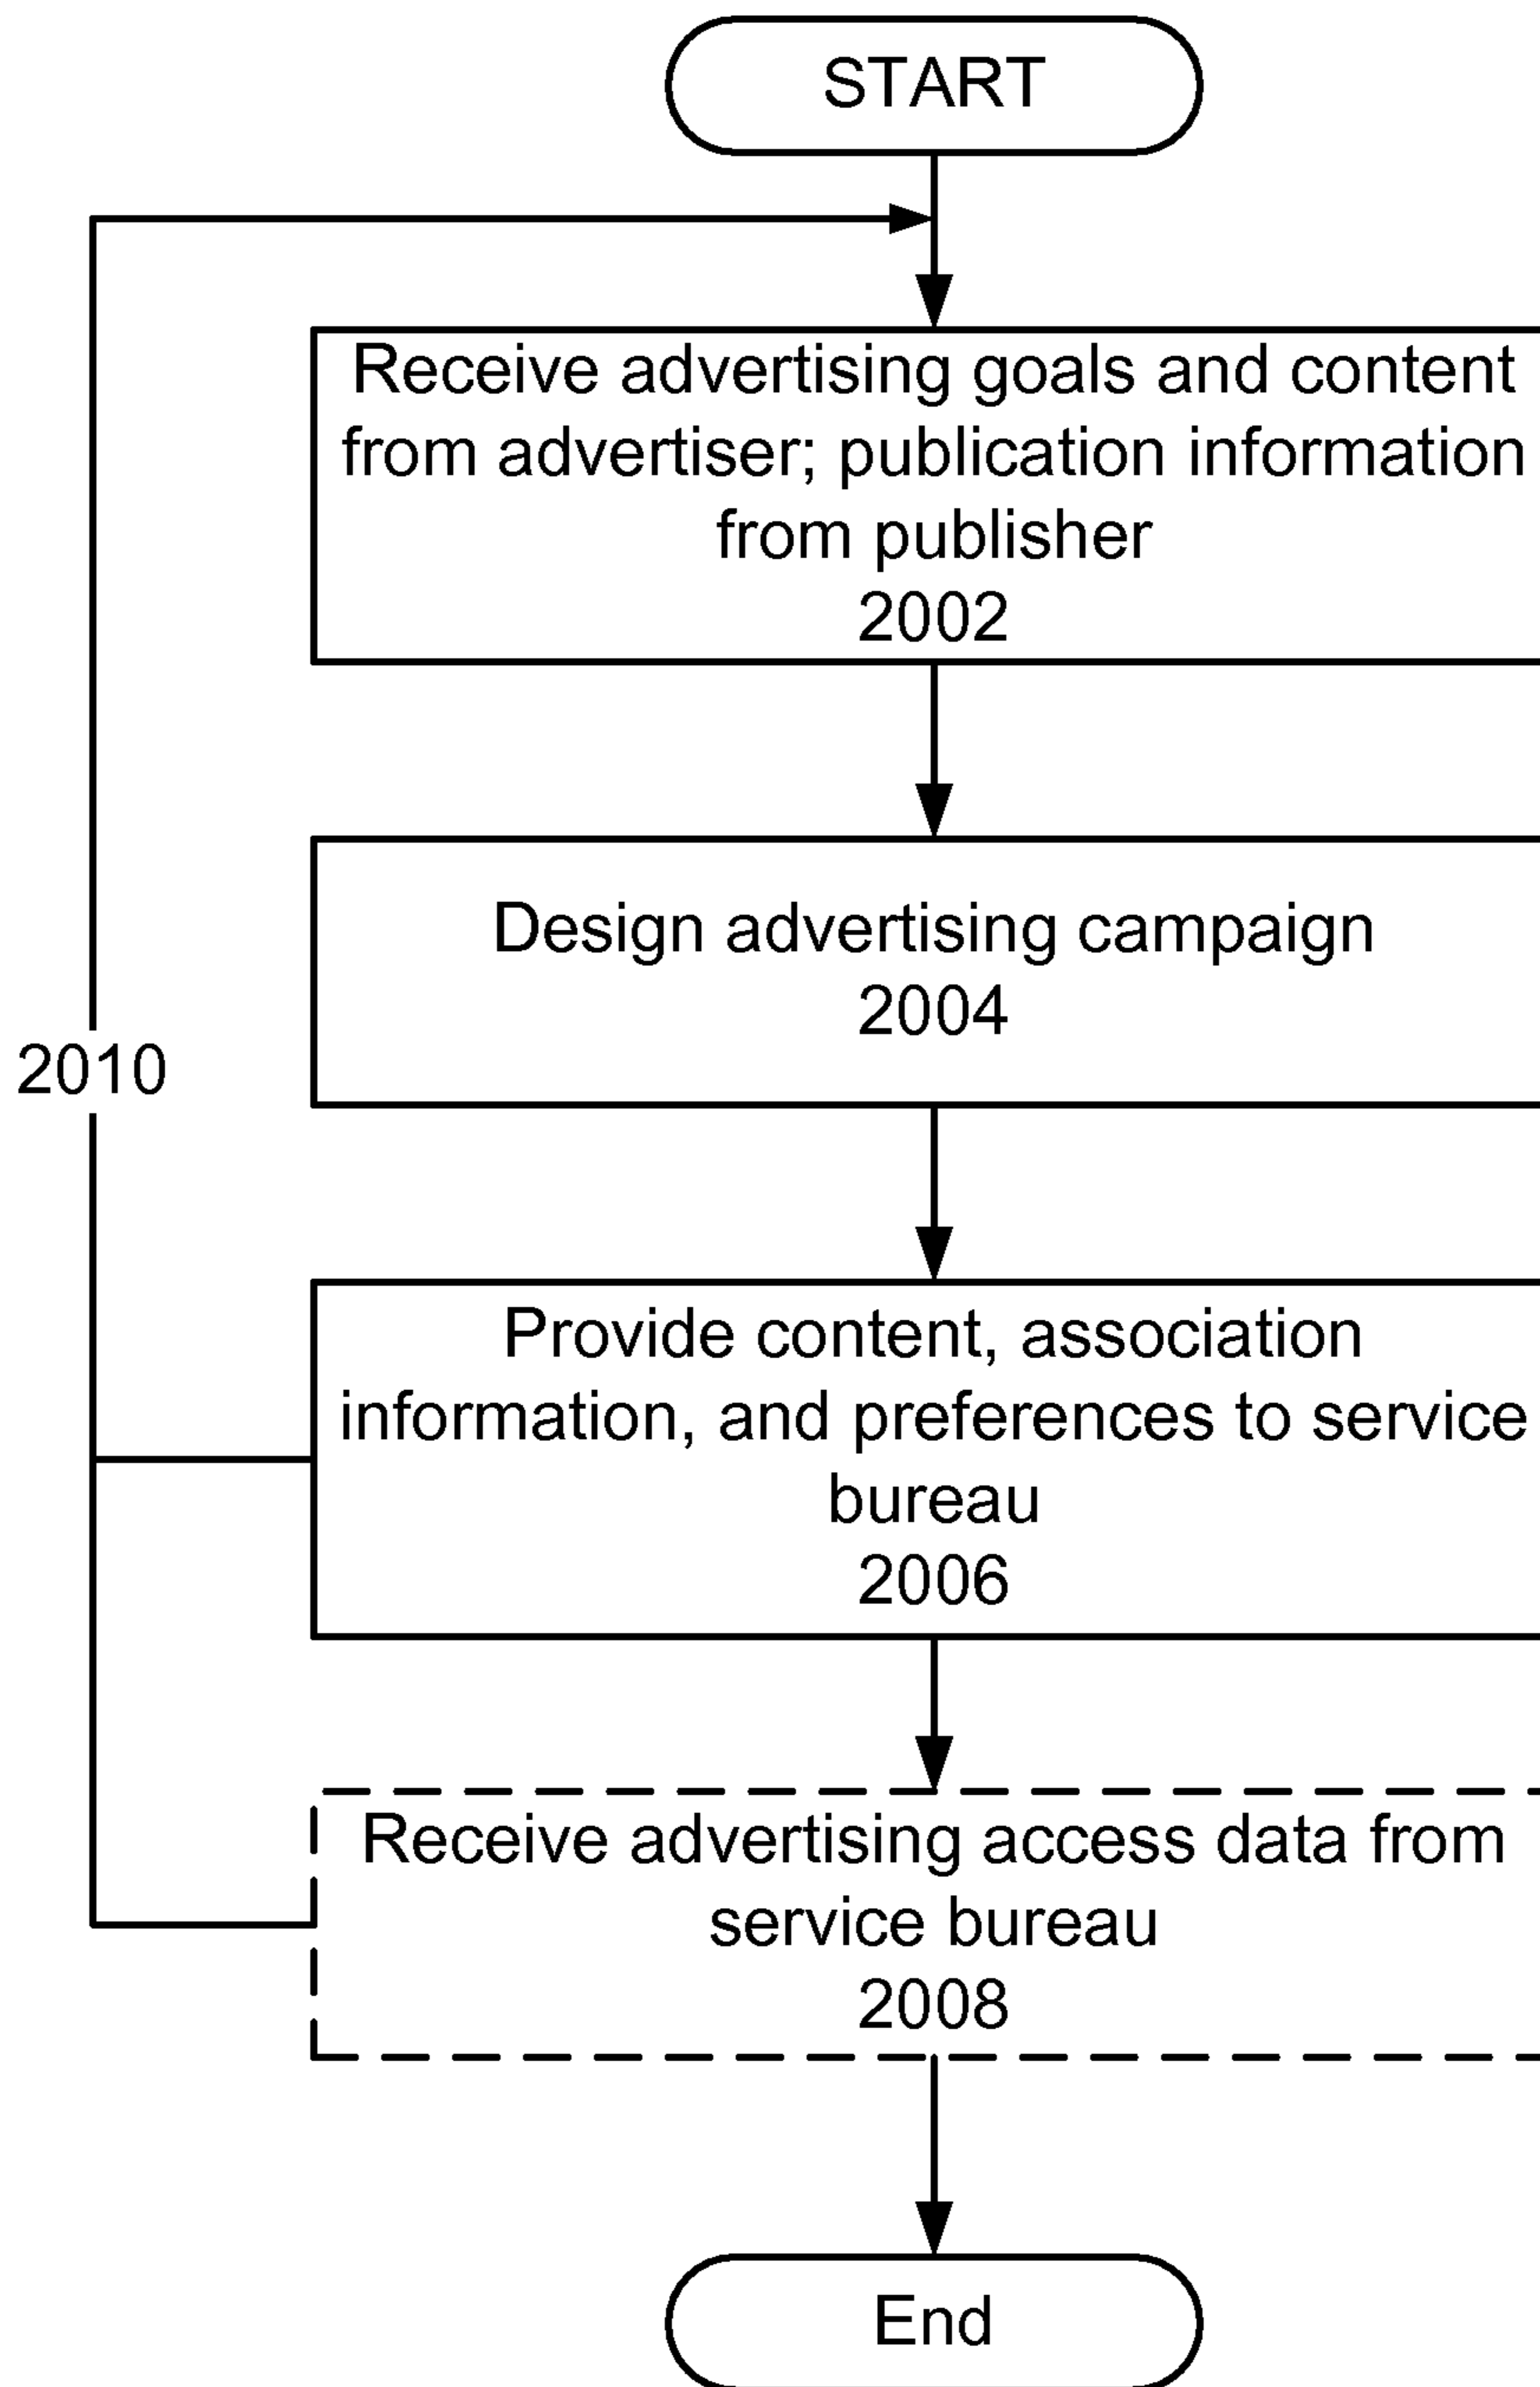 START
Receive advertising goals and content
from advertiser; publication information
from publisher
2002
Design advertising campaign
2004
2010
Provide content, association
information, and preferences to service
bureau
2006
Receive advertising access data from
service bureau
2008
End